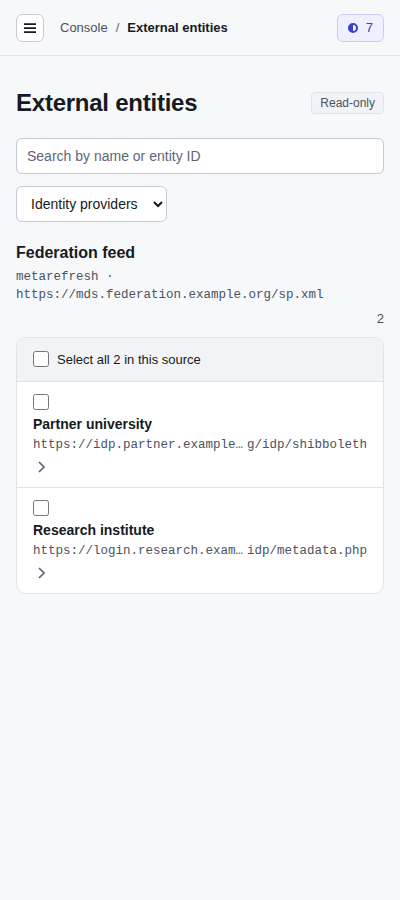 Console / External entities
7
External entities
Read-only
Search by name or entity ID
Identity providers
Federation feed
metarefresh ·
https://mds.federation.example.org/sp.xml
2
Select all 2 in this source
Partner university
https://idp.partner.example… g/idp/shibboleth
Research institute
https://login.research.exam… idp/metadata.php